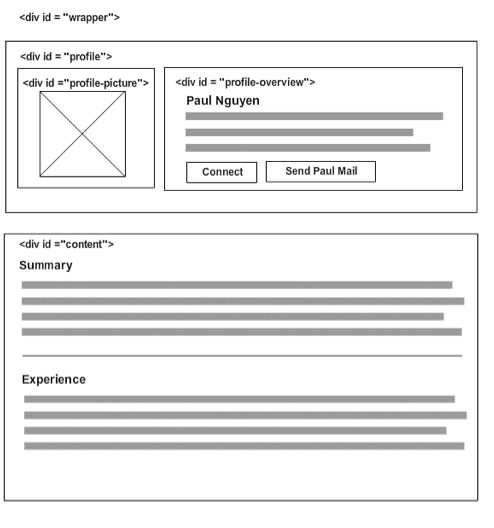 <div id = "wrapper">
<div id = "profile">
<div id ="profile-picture">
<div id = "profile-overview">
Paul Nguyen
Connect
Send Paul Mail
<div id ="content">
Summary
Experience